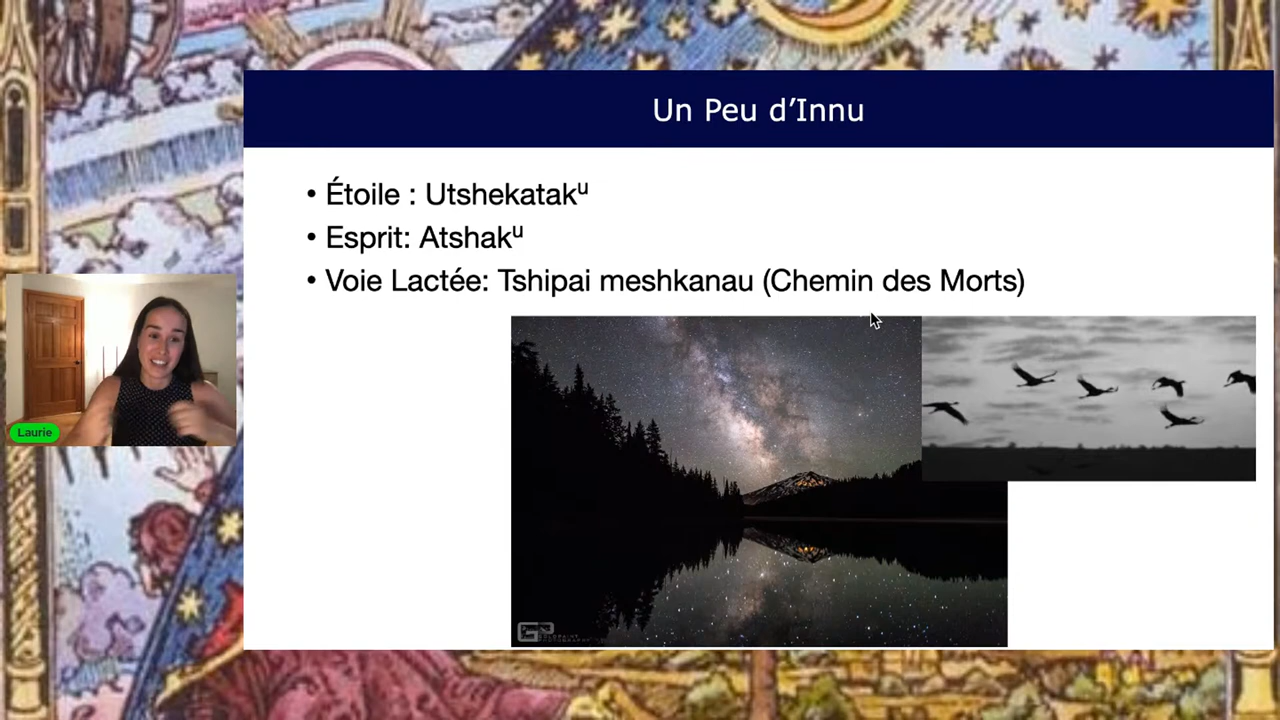 Un Peu d’Innu
• Étoile : Utshekatakᵘ
• Esprit: Atshakᵘ
• Voie Lactée: Tshipai meshkanau (Chemin des Morts)
Laurie